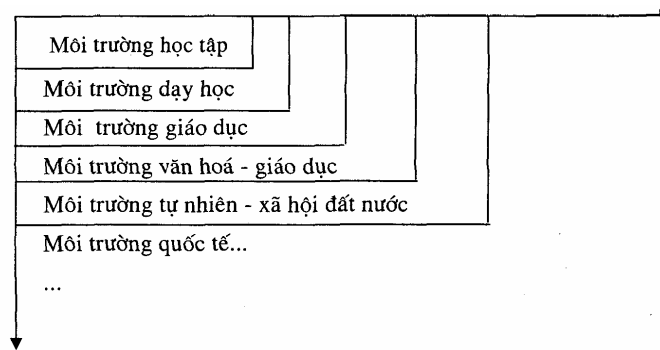 Môi trường học tập
Môi trường dạy học
Môi trường giáo dục
Môi trường văn hoá - giáo dục
Môi trường tự nhiên - xã hội đất nước
Môi trường quốc tế...
...